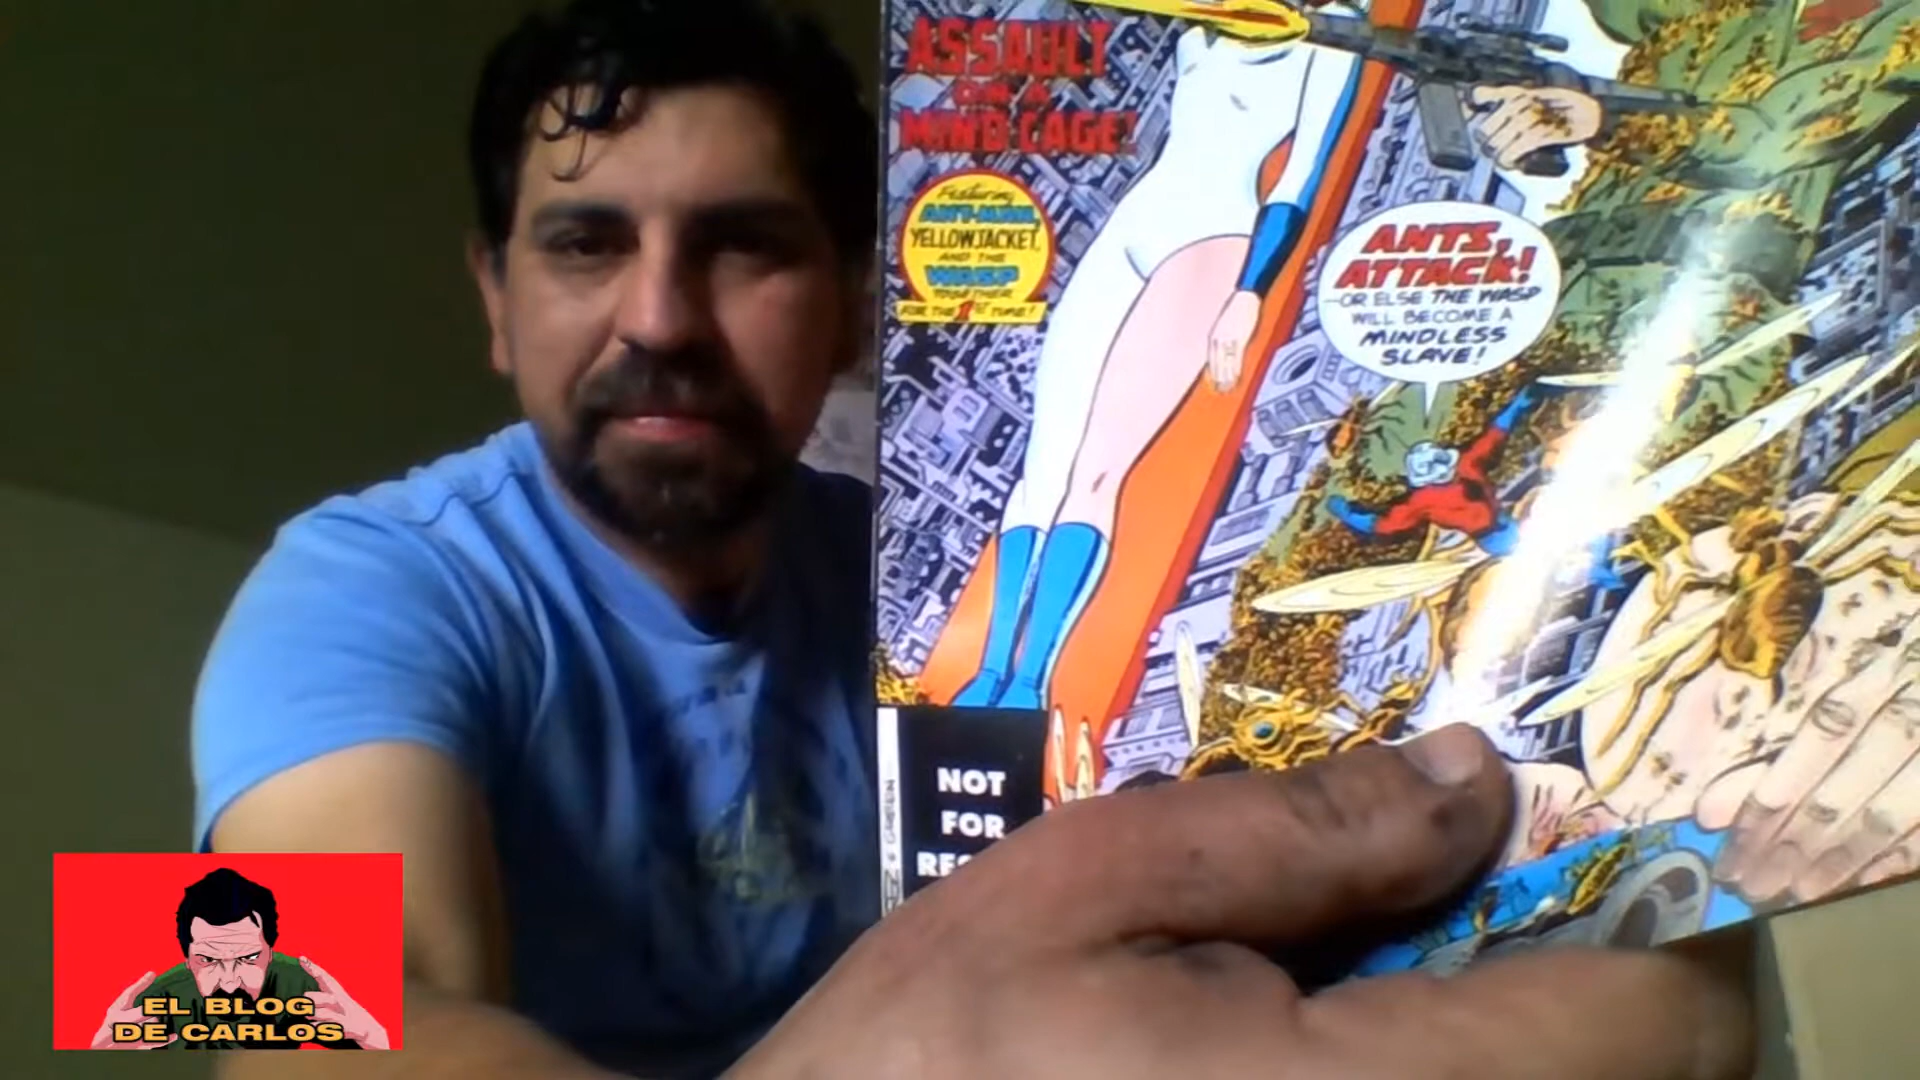 ASSAULT
ON A
MIND CAGE!
Featuring
ANT-MAN,
YELLOWJACKET,
AND THE
WASP
TOGETHER
FOR THE 1ST TIME!
ANTS,
ATTACK!
—OR ELSE THE WASP
WILL BECOME A
MINDLESS
SLAVE!
NOT
FOR
EL BLOG
DE CARLOS